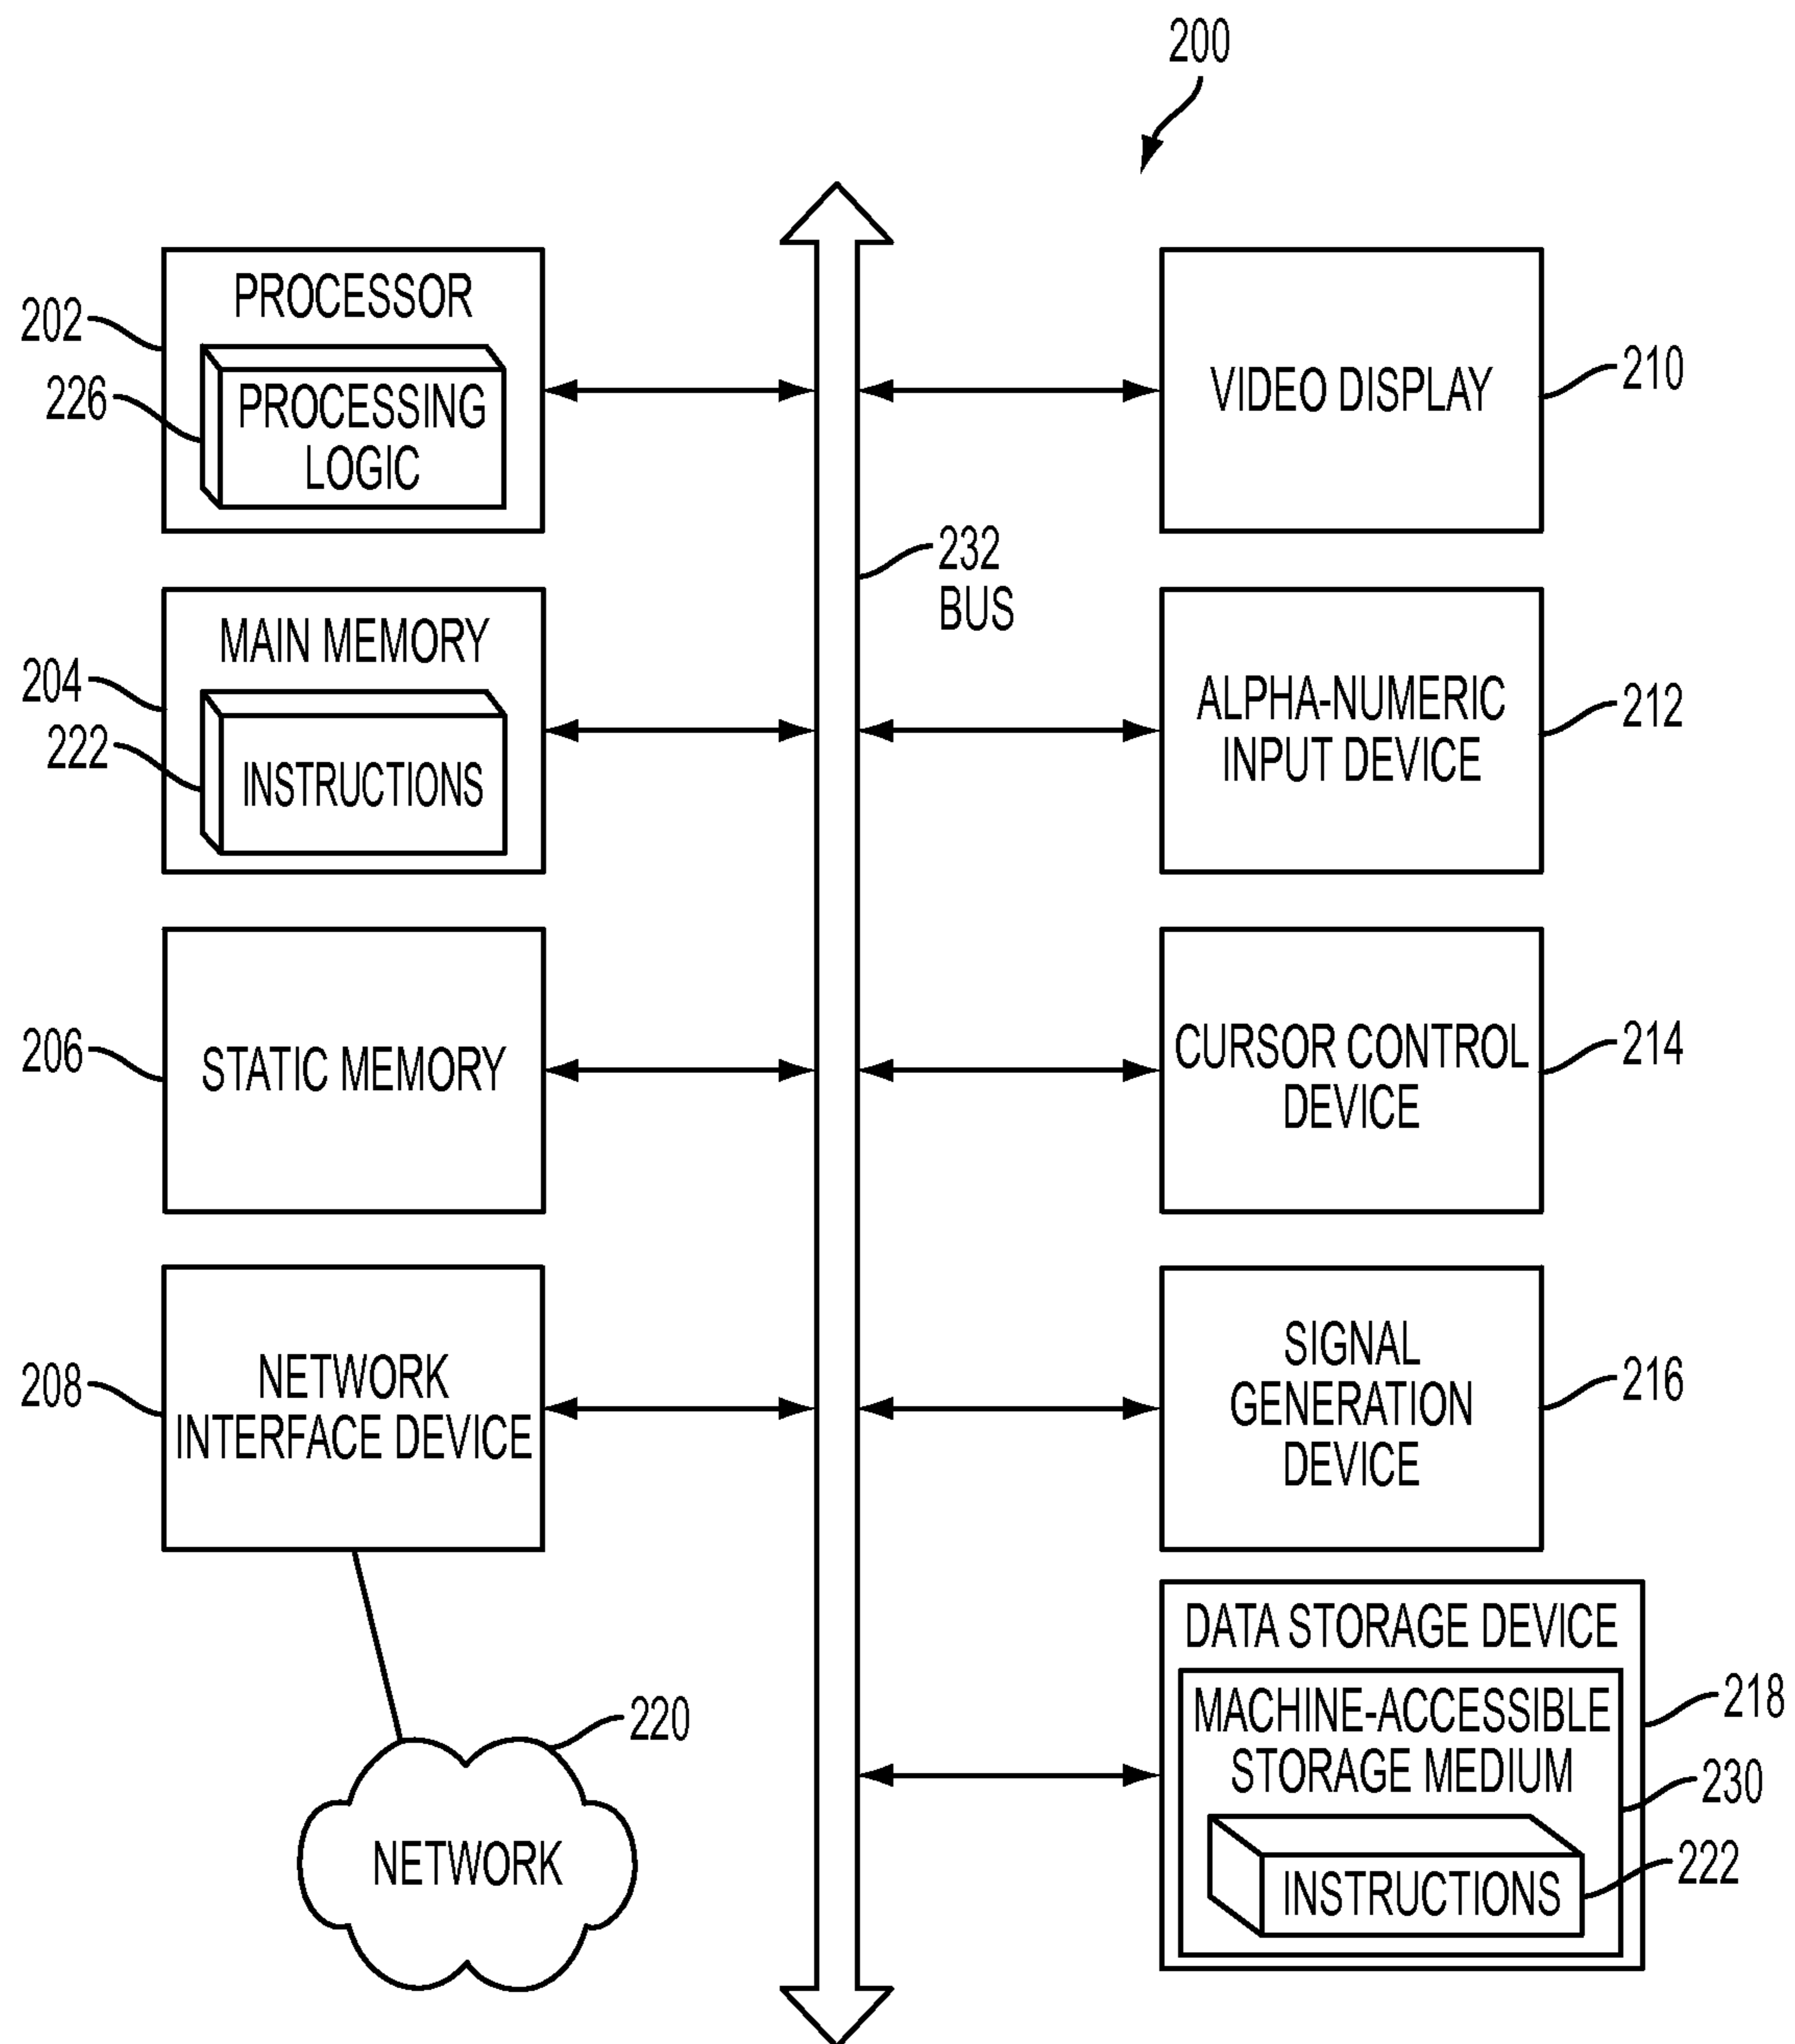 200
PROCESSOR
202
226
PROCESSING
LOGIC
VIDEO DISPLAY
210
232
BUS
MAIN MEMORY
204
222
INSTRUCTIONS
ALPHA-NUMERIC
INPUT DEVICE
212
206
STATIC MEMORY
CURSOR CONTROL
DEVICE
214
208
NETWORK
INTERFACE DEVICE
SIGNAL
GENERATION
DEVICE
216
DATA STORAGE DEVICE
MACHINE-ACCESSIBLE
STORAGE MEDIUM
218
230
INSTRUCTIONS
222
220
NETWORK